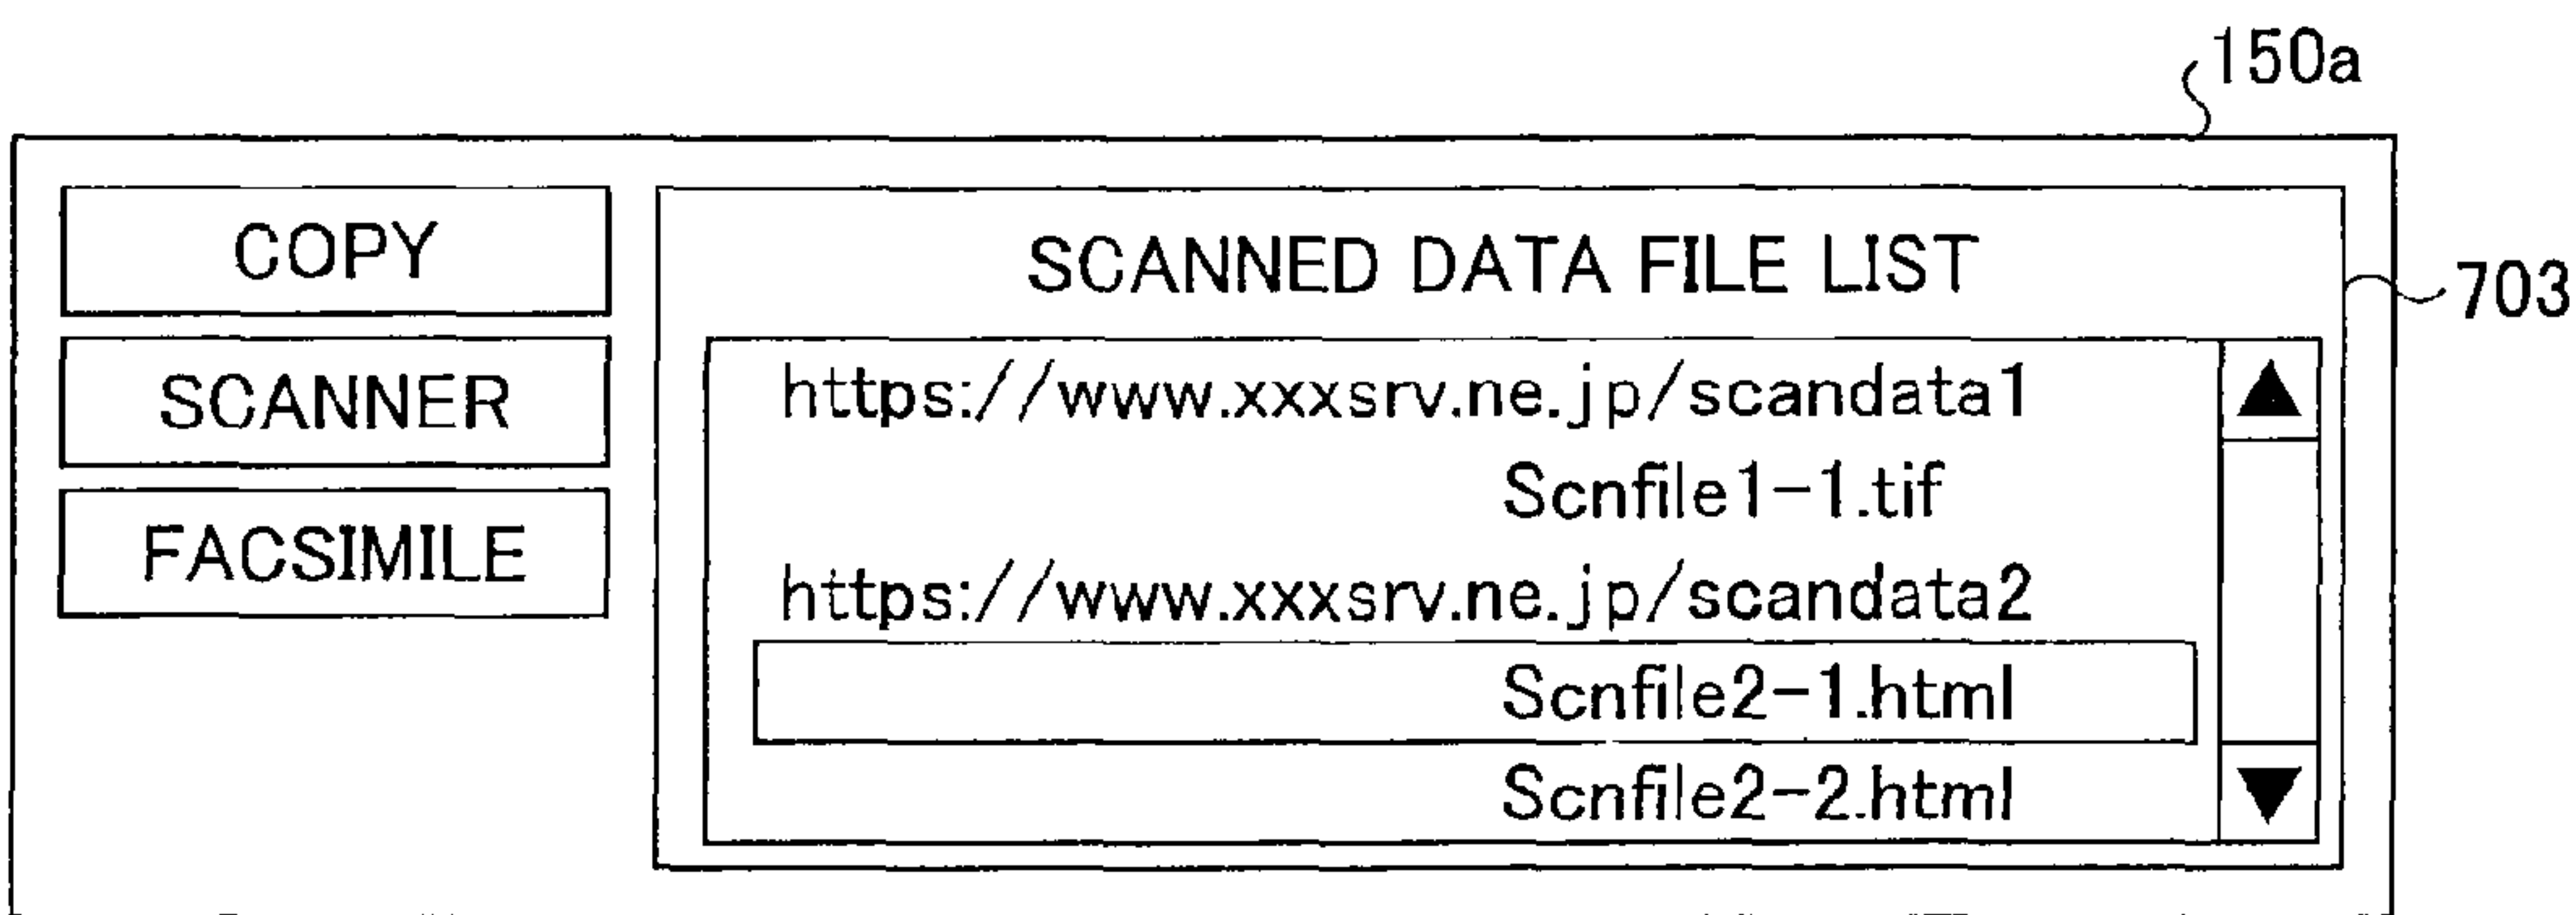 150a
COPY
SCANNER
FACSIMILE
SCANNED DATA FILE LIST
703
https://www.xxxsrv.ne.jp/scandata1
Scnfile1-1.tif
https://www.xxxsrv.ne.jp/scandata2
Scnfile2-1.html
Scnfile2-2.html